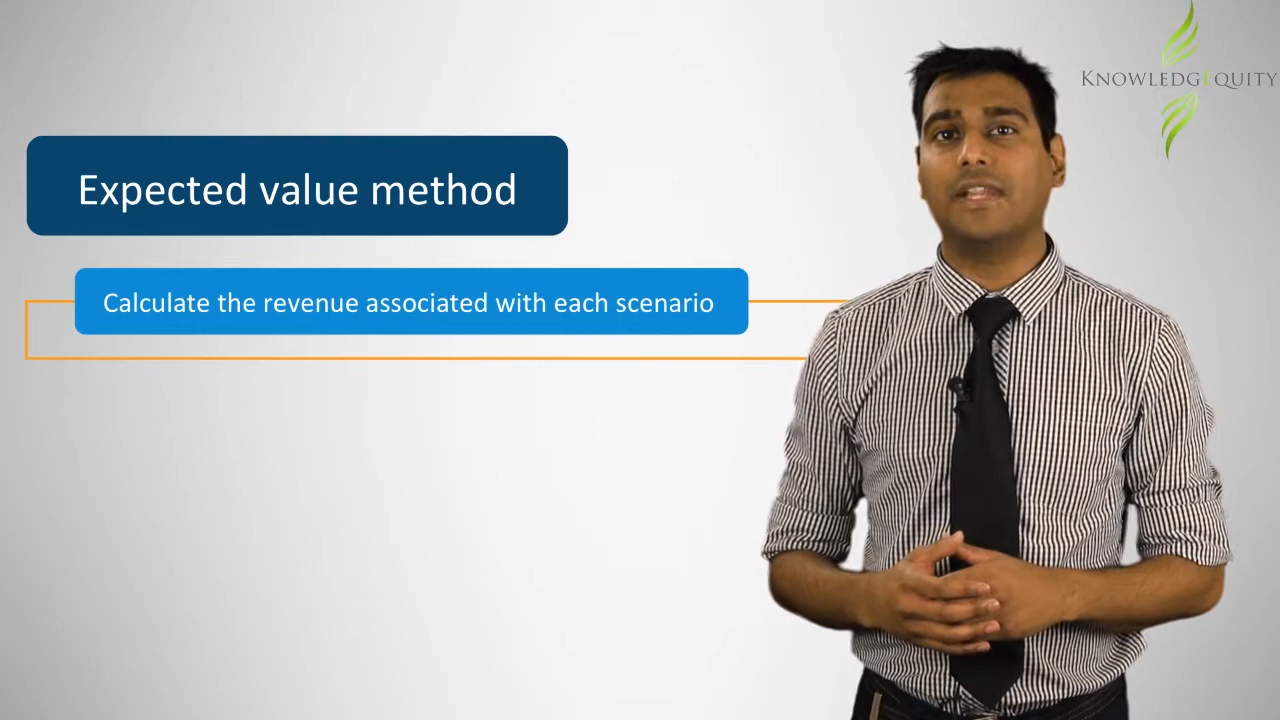 KNOWLEDGEQUITY
Expected value method
Calculate the revenue associated with each scenario